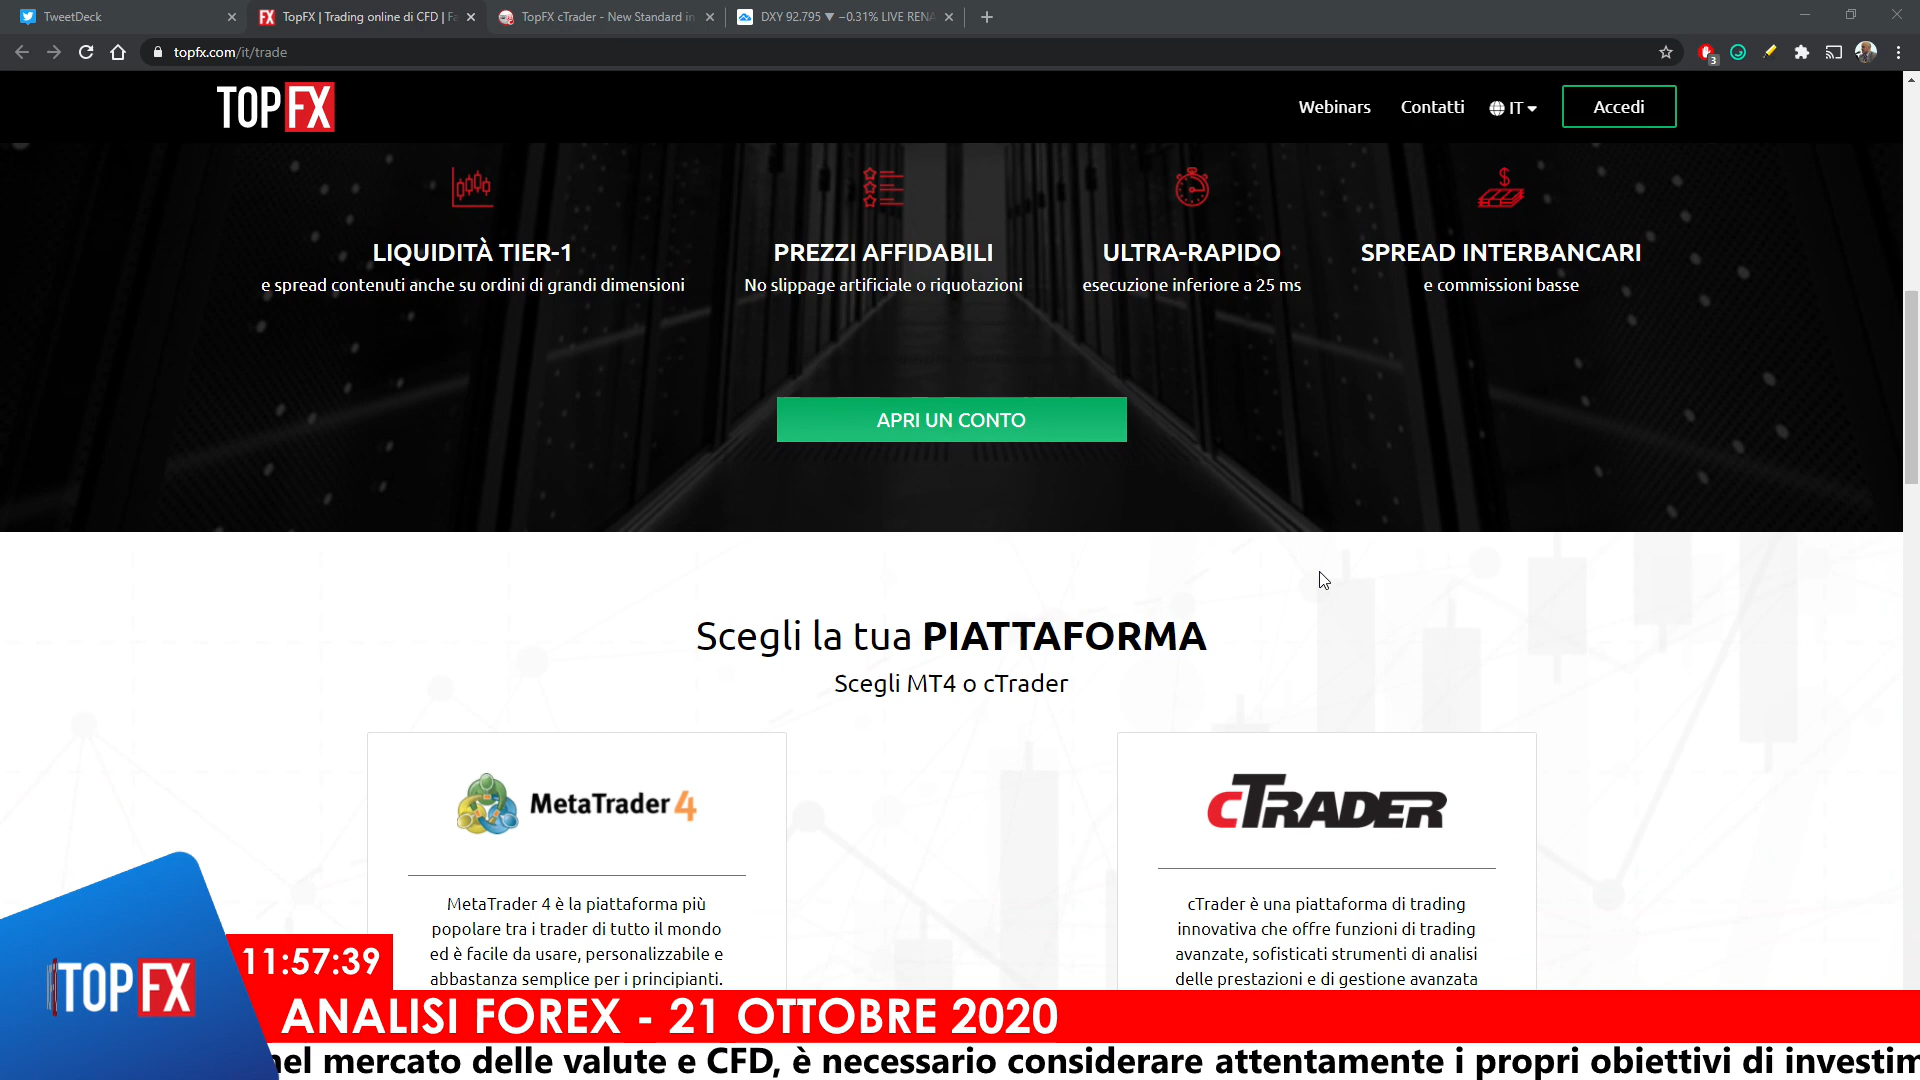 TweetDeck
TopFX | Trading online di CFD | Fa
TopFX cTrader - New Standard in
DXY 92.795 ▼ −0.31% LIVE RENA
topfx.com/it/trade
3
TOPFX
Webinars
Contatti
IT
Accedi
LIQUIDITÀ TIER-1
e spread contenuti anche su ordini di grandi dimensioni
PREZZI AFFIDABILI
No slippage artificiale o riquotazioni
ULTRA-RAPIDO
esecuzione inferiore a 25 ms
SPREAD INTERBANCARI
e commissioni basse
APRI UN CONTO
Scegli la tua PIATTAFORMA
Scegli MT4 o cTrader
MetaTrader 4
MetaTrader 4 è la piattaforma più
popolare tra i trader di tutto il mondo
ed è facile da usare, personalizzabile e
abbastanza semplice per i principianti.
cTRADER
cTrader è una piattaforma di trading
innovativa che offre funzioni di trading
avanzate, sofisticati strumenti di analisi
delle prestazioni e di gestione avanzata
TOPFX
11:57:39
ANALISI FOREX - 21 OTTOBRE 2020
nel mercato delle valute e CFD, è necessario considerare attentamente i propri obiettivi di investim